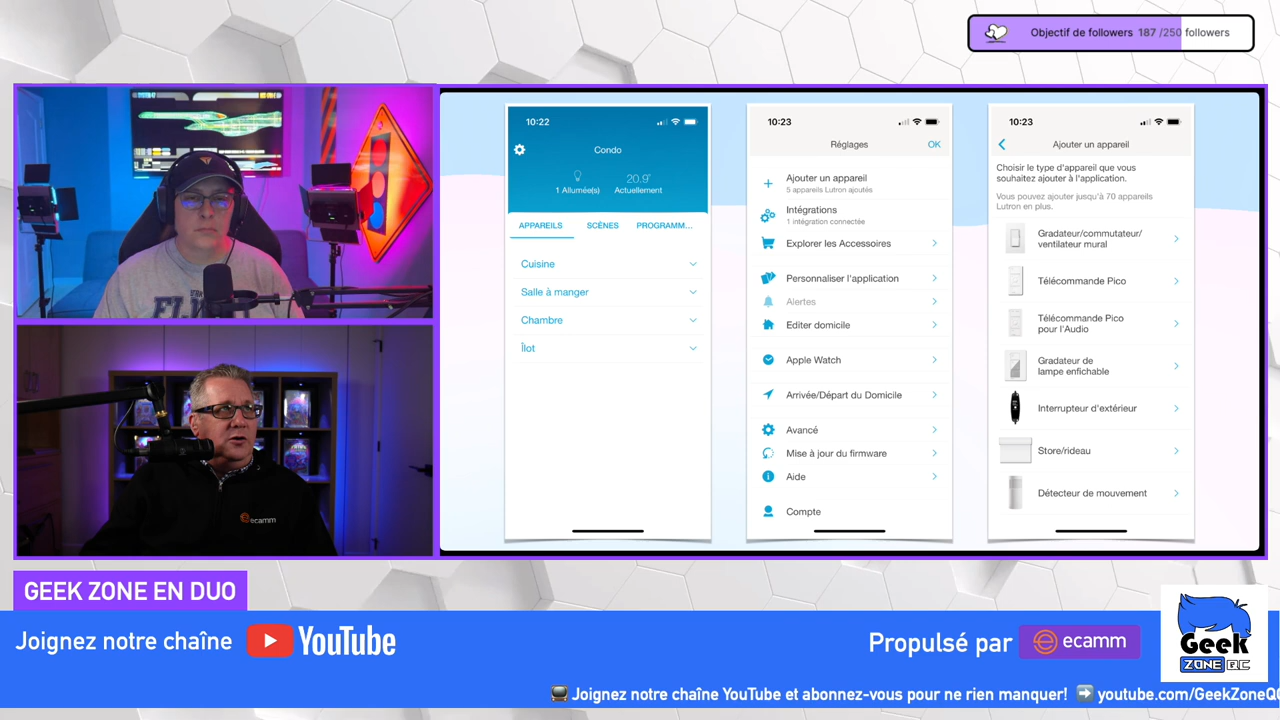 Objectif de followers 187 /250 followers
10:22
Condo
1 Allumée(s)
20.9°
Actuellement
APPAREILS SCÈNES PROGRAMM...
Cuisine
Salle à manger
Chambre
Îlot
10:23
Réglages OK
Ajouter un appareil
5 appareils Lutron ajoutés
Intégrations
1 intégration connectée
Explorer les Accessoires
Personnaliser l'application
Alertes
Editer domicile
Apple Watch
Arrivée/Départ du Domicile
Avancé
Mise à jour du firmware
Aide
Compte
10:23
Ajouter un appareil
Choisir le type d'appareil que vous
souhaitez ajouter à l'application.
Vous pouvez ajouter jusqu'à 70 appareils
Lutron en plus.
Gradateur/commutateur/
ventilateur mural
Télécommande Pico
Télécommande Pico
pour l'Audio
Gradateur de
lampe enfichable
Interrupteur d'extérieur
Store/rideau
Détecteur de mouvement
ecamm
GEEK ZONE EN DUO
Joignez notre chaîne YouTube
Propulsé par ecamm
Geek
ZONE QC
Joignez notre chaîne YouTube et abonnez-vous pour ne rien manquer! youtube.com/GeekZoneQC